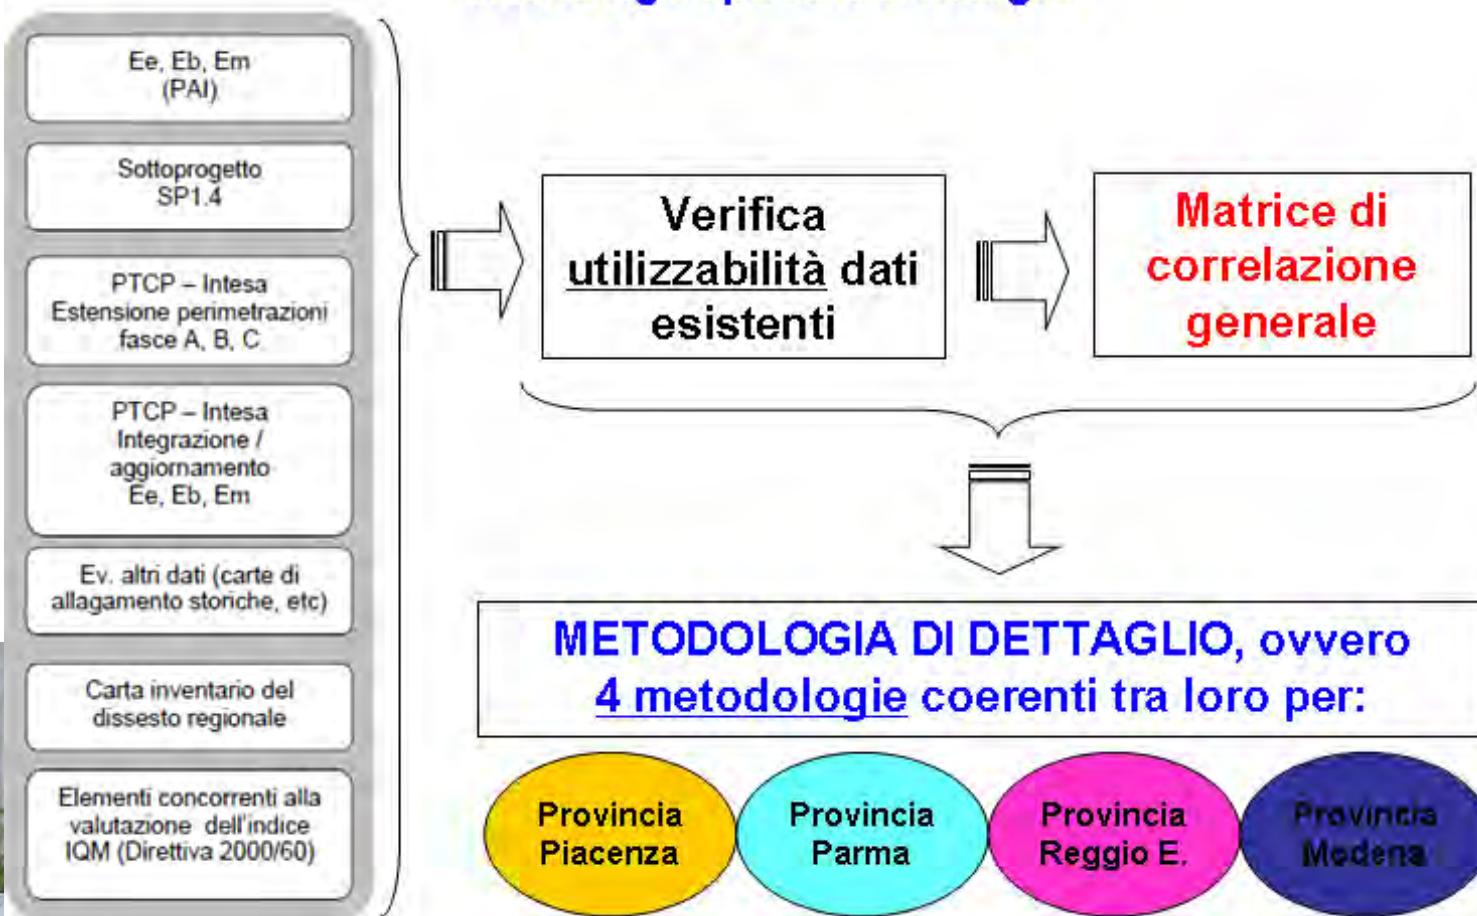 Ee, Eb, Em
(PAI)
Sottoprogetto
SP1.4
PTCP – Intesa
Estensione perimetrazioni
fasce A, B, C
PTCP – Intesa
Integrazione /
aggiornamento
Ee, Eb, Em
Ev. altri dati (carte di
allagamento storiche, etc)
Carta inventario del
dissesto regionale
Elementi concorrenti alla
valutazione dell'indice
IQM (Direttiva 2000/60)
Verifica
utilizzabilità dati
esistenti
Matrice di
correlazione
generale
METODOLOGIA DI DETTAGLIO, ovvero
4 metodologie coerenti tra loro per:
Provincia
Piacenza
Provincia
Parma
Provincia
Reggio E.
Provincia
Modena